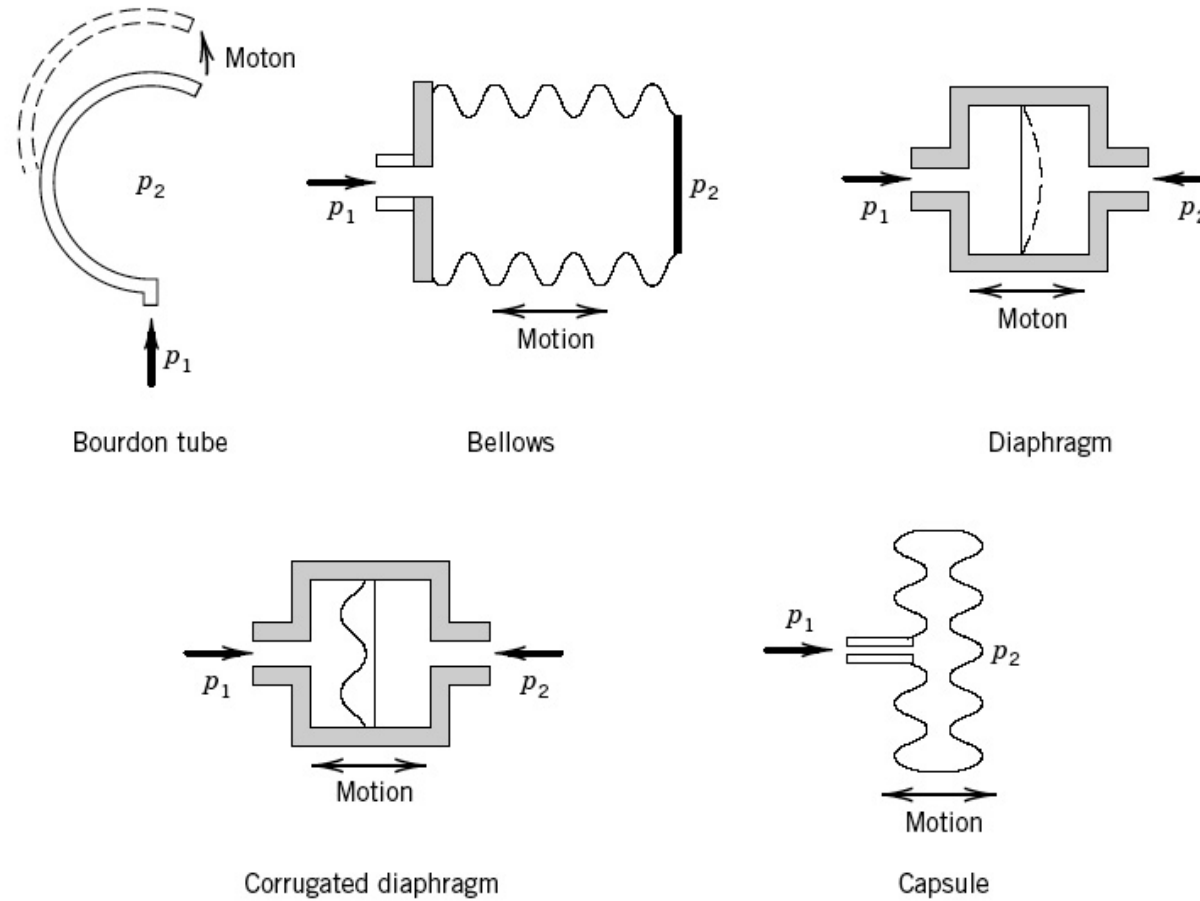 Moton
p₂
p₁
Bourdon tube
p₁
p₂
Motion
Bellows
p₁
p₂
Moton
Diaphragm
p₁
p₂
Motion
Corrugated diaphragm
p₁
p₂
Motion
Capsule